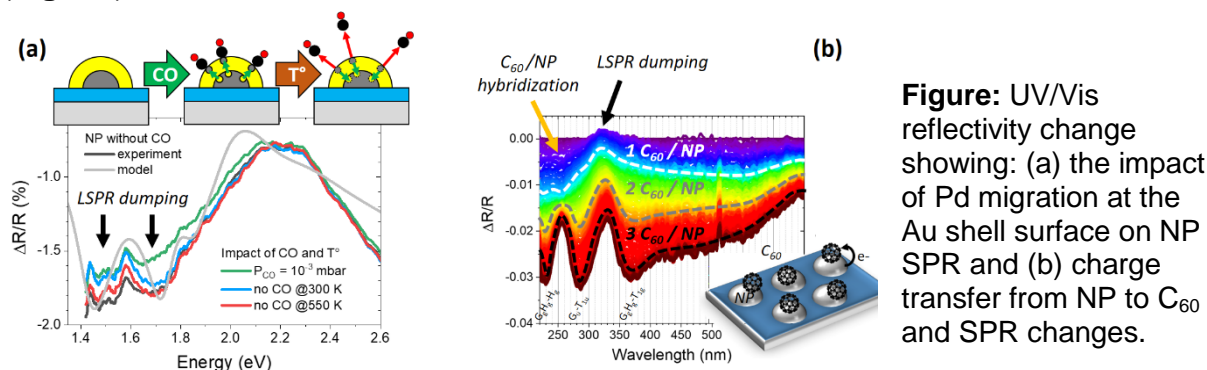 (a)
CO
T°
NP without CO
experiment
model
LSPR dumping
Impact of CO and T°
P_CO = 10⁻³ mbar
no CO @300 K
no CO @550 K
ΔR/R (%)
-1.0
-1.5
-2.0
1.4 1.6 1.8 2.0 2.2 2.4 2.6
Energy (eV)
(b)
C₆₀/NP
hybridization
LSPR dumping
1 C₆₀ / NP
2 C₆₀ / NP
3 C₆₀ / NP
ΔR/R
0.00
-0.01
-0.02
-0.03
-0.04
250 300 350 400 450 500
Wavelength (nm)
C₆₀
e-
NP
Figure: UV/Vis
reflectivity change
showing: (a) the impact
of Pd migration at the
Au shell surface on NP
SPR and (b) charge
transfer from NP to C₆₀
and SPR changes.